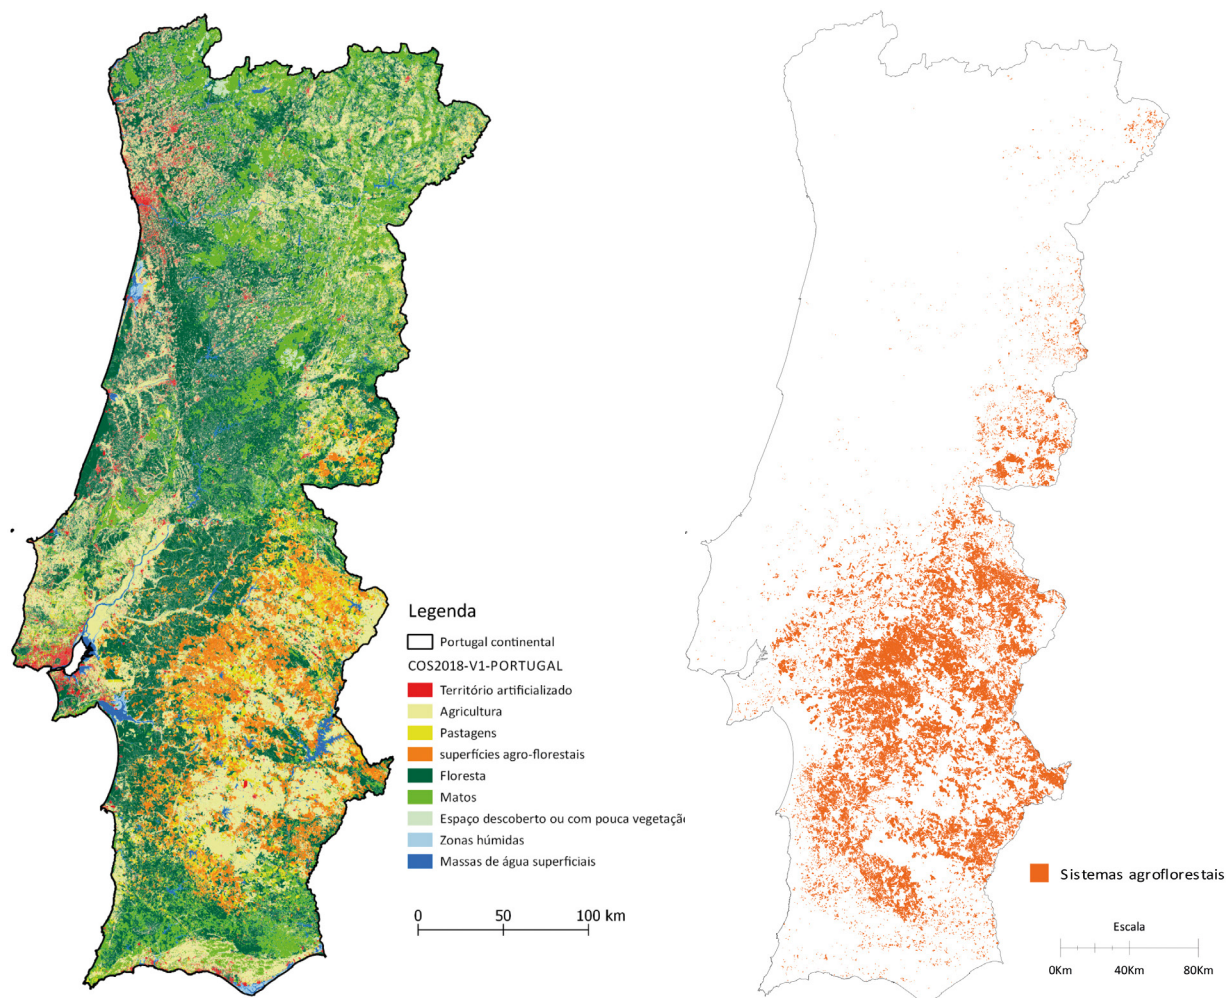 Legenda
Portugal continental
COS2018-V1-PORTUGAL
Território artificializado
Agricultura
Pastagens
superfícies agro-florestais
Floresta
Matos
Espaço descoberto ou com pouca vegetaçã
Zonas húmidas
Massas de água superficiais
0 50 100 km
Sistemas agroflorestais
Escala
0Km 40Km 80Km